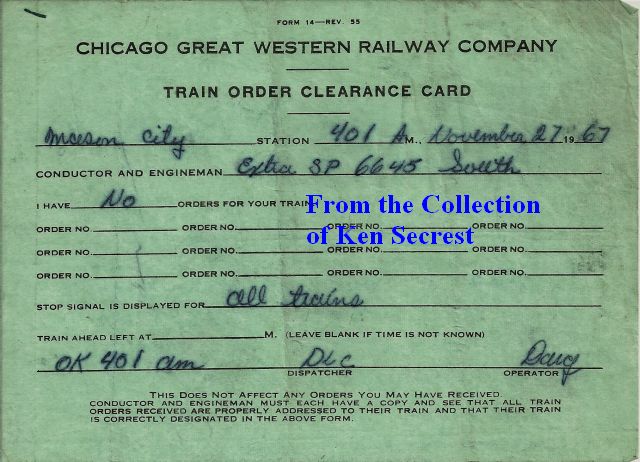 FORM 14—REV. 55
CHICAGO GREAT WESTERN RAILWAY COMPANY
TRAIN ORDER CLEARANCE CARD
Mason City STATION 401 A M., November 27 1967
CONDUCTOR AND ENGINEMAN Extra SP 6645 South
I HAVE No ORDERS FOR YOUR TRAIN
From the Collection
of Ken Secrest
ORDER NO. ORDER NO. ORDER NO. ORDER NO.
ORDER NO. ORDER NO. ORDER NO. ORDER NO.
ORDER NO. ORDER NO. ORDER NO. ORDER NO.
STOP SIGNAL IS DISPLAYED FOR all trains
TRAIN AHEAD LEFT AT M. (LEAVE BLANK IF TIME IS NOT KNOWN)
OK 401 am DLC
DISPATCHER OPERATOR
THIS DOES NOT AFFECT ANY ORDERS YOU MAY HAVE RECEIVED.
CONDUCTOR AND ENGINEMAN MUST EACH HAVE A COPY AND SEE THAT ALL TRAIN
ORDERS RECEIVED ARE PROPERLY ADDRESSED TO THEIR TRAIN AND THAT THEIR TRAIN
IS CORRECTLY DESIGNATED IN THE ABOVE FORM.